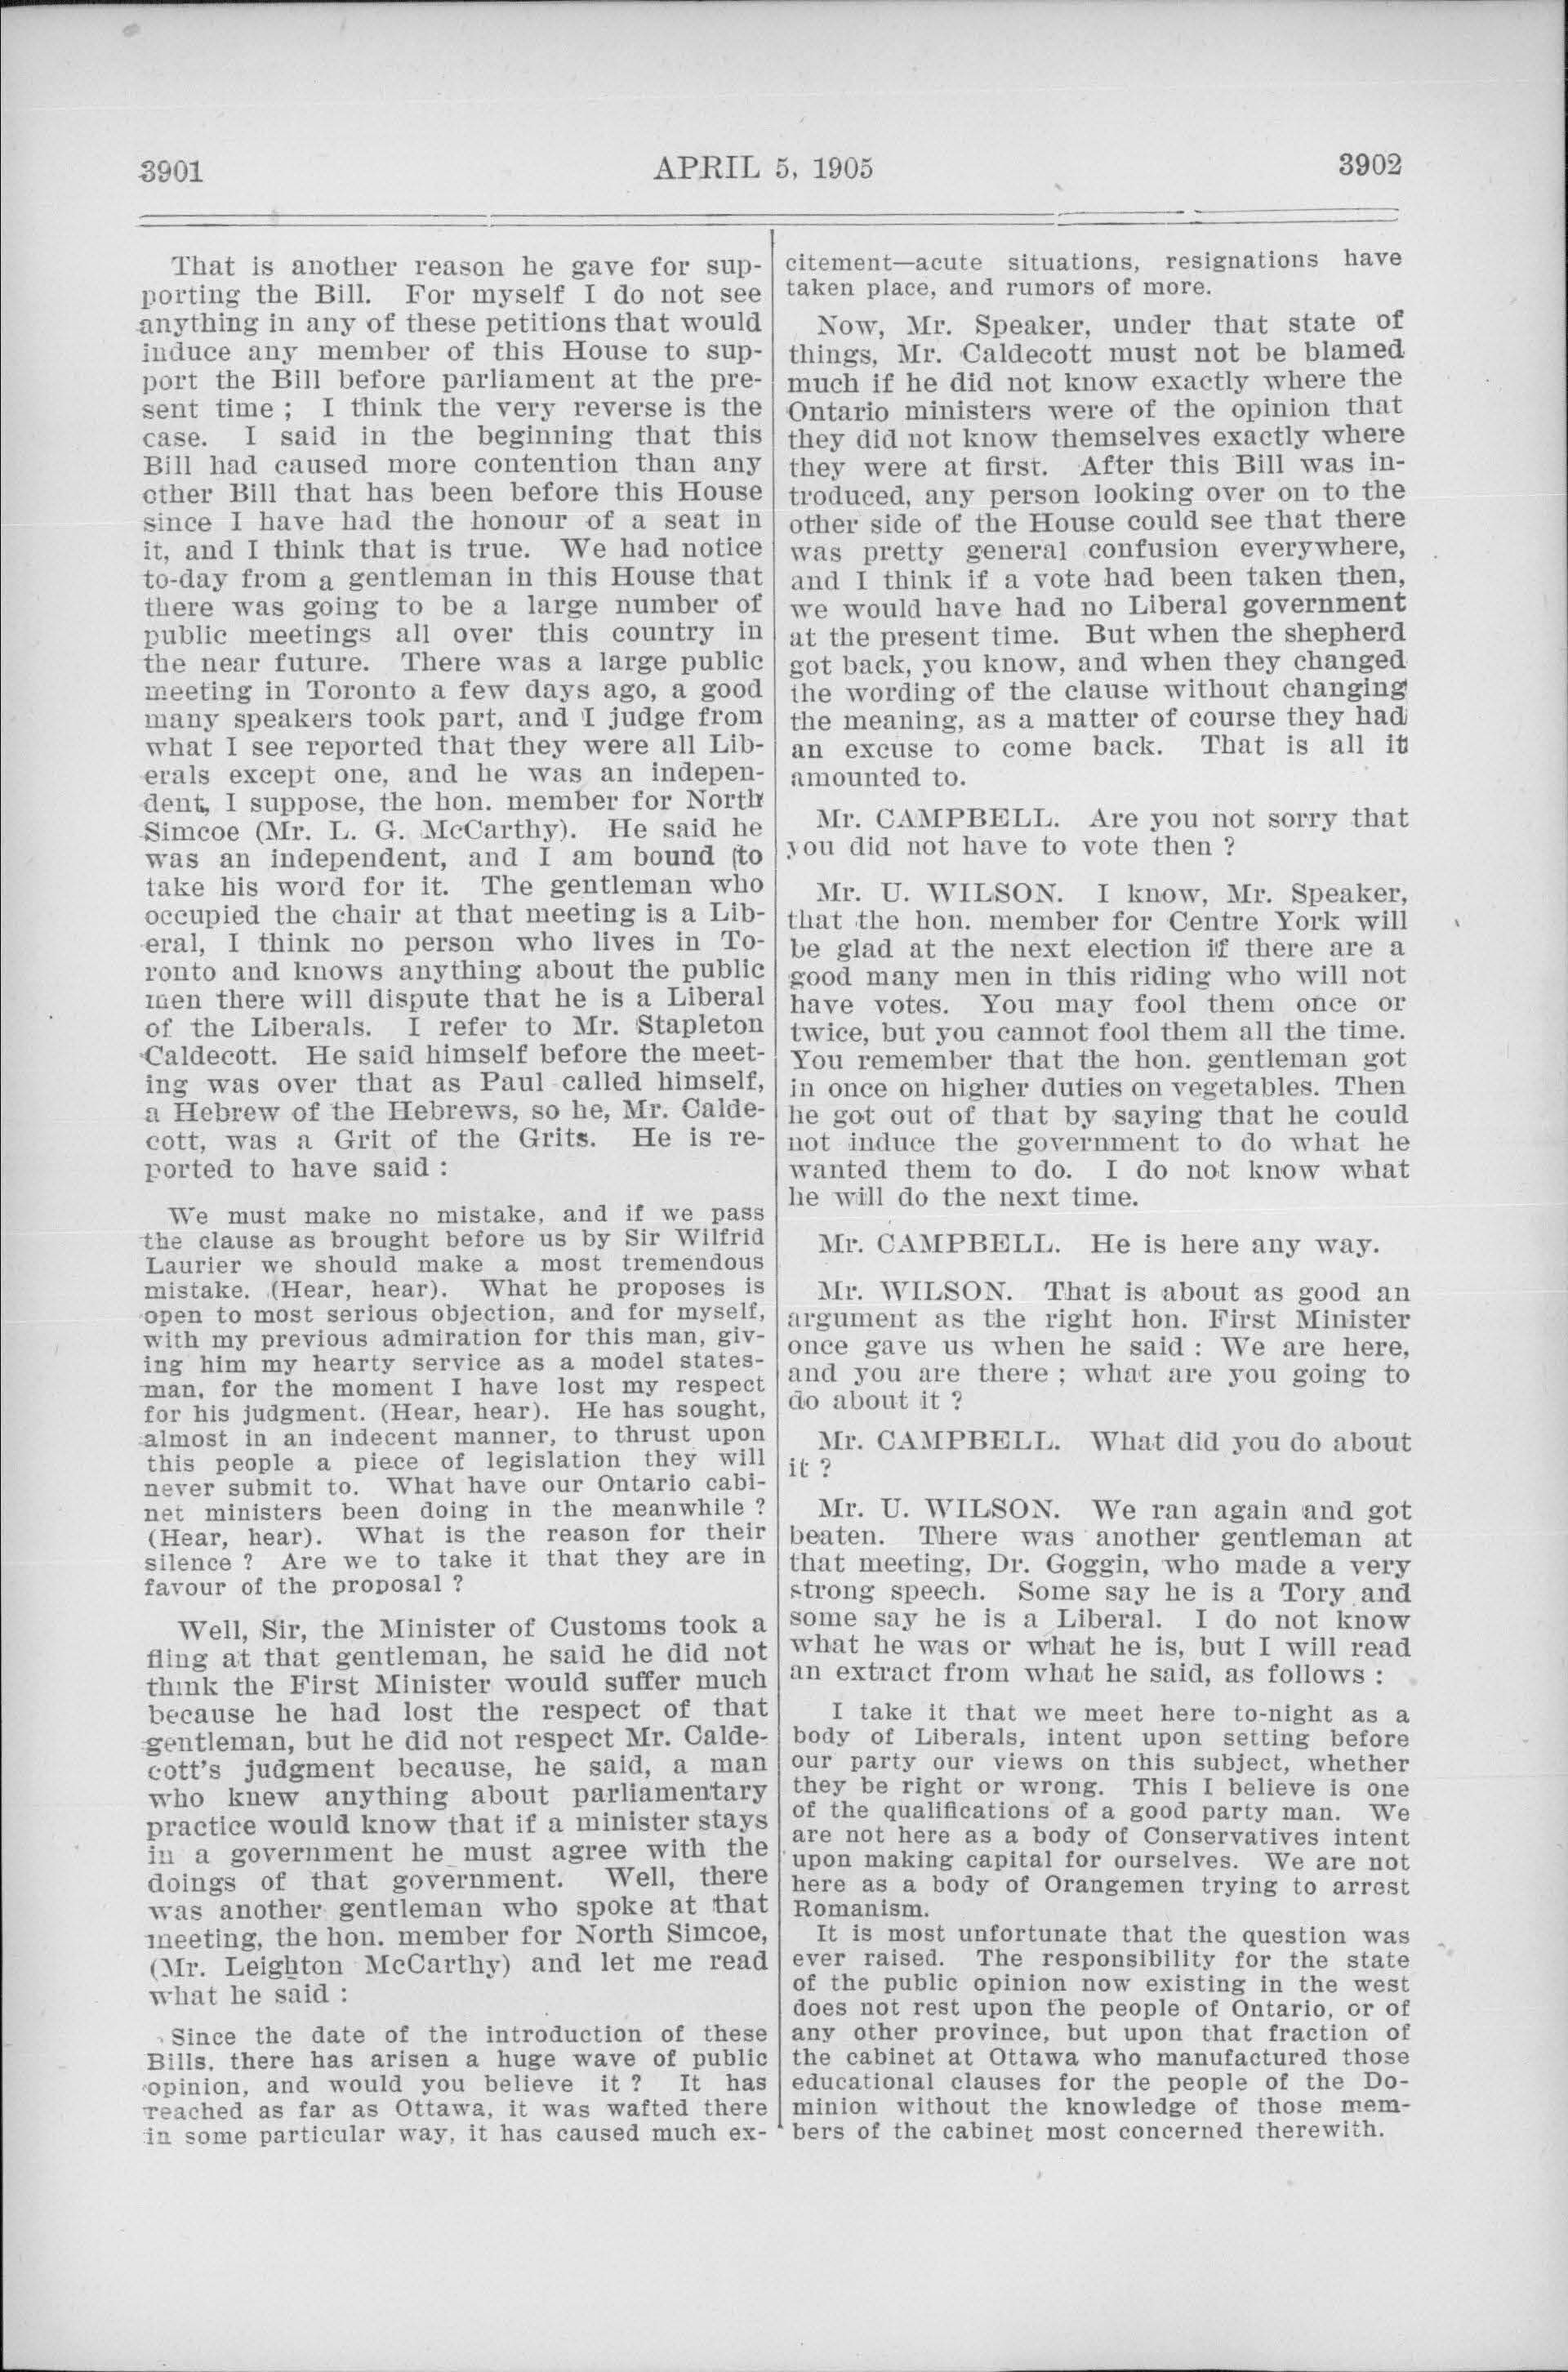 3901
APRIL 5, 1905
3902
That is another reason he gave for sup-
porting the Bill. For myself I do not see
anything in any of these petitions that would
induce any member of this House to sup-
port the Bill before parliament at the pre-
sent time ; I think the very reverse is the
case. I said in the beginning that this
Bill had caused more contention than any
other Bill that has been before this House
since I have had the honour of a seat in
it, and I think that is true. We had notice
to-day from a gentleman in this House that
there was going to be a large number of
public meetings all over this country in
the near future. There was a large public
meeting in Toronto a few days ago, a good
many speakers took part, and I judge from
what I see reported that they were all Lib-
erals except one, and he was an indepen-
dent, I suppose, the hon. member for North
Simcoe (Mr. L. G. McCarthy). He said he
was an independent, and I am bound to
take his word for it. The gentleman who
occupied the chair at that meeting is a Lib-
eral, I think no person who lives in To-
ronto and knows anything about the public
men there will dispute that he is a Liberal
of the Liberals. I refer to Mr. Stapleton
Caldecott. He said himself before the meet-
ing was over that as Paul called himself,
a Hebrew of the Hebrews, so he, Mr. Calde-
cott, was a Grit of the Grits. He is re-
ported to have said :
We must make no mistake, and if we pass
the clause as brought before us by Sir Wilfrid
Laurier we should make a most tremendous
mistake. (Hear, hear). What he proposes is
open to most serious objection, and for myself,
with my previous admiration for this man, giv-
ing him my hearty service as a model states-
man, for the moment I have lost my respect
for his judgment. (Hear, hear). He has sought,
almost in an indecent manner, to thrust upon
this people a piece of legislation they will
never submit to. What have our Ontario cabi-
net ministers been doing in the meanwhile ?
(Hear, hear). What is the reason for their
silence ? Are we to take it that they are in
favour of the proposal ?
Well, Sir, the Minister of Customs took a
fling at that gentleman, he said he did not
think the First Minister would suffer much
because he had lost the respect of that
gentleman, but he did not respect Mr. Calde-
cott's judgment because, he said, a man
who knew anything about parliamentary
practice would know that if a minister stays
in a government he must agree with the
doings of that government. Well, there
was another gentleman who spoke at that
meeting, the hon. member for North Simcoe,
(Mr. Leighton McCarthy) and let me read
what he said :
Since the date of the introduction of these
Bills, there has arisen a huge wave of public
opinion, and would you believe it ? It has
reached as far as Ottawa, it was wafted there
in some particular way, it has caused much ex-
citement—acute situations, resignations have
taken place, and rumors of more.
Now, Mr. Speaker, under that state of
things, Mr. Caldecott must not be blamed
much if he did not know exactly where the
Ontario ministers were of the opinion that
they did not know themselves exactly where
they were at first. After this Bill was in-
troduced, any person looking over on to the
other side of the House could see that there
was pretty general confusion everywhere,
and I think if a vote had been taken then,
we would have had no Liberal government
at the present time. But when the shepherd
got back, you know, and when they changed
the wording of the clause without changing
the meaning, as a matter of course they had
an excuse to come back. That is all it
amounted to.
Mr. CAMPBELL. Are you not sorry that
you did not have to vote then ?
Mr. U. WILSON. I know, Mr. Speaker,
that the hon. member for Centre York will
be glad at the next election if there are a
good many men in this riding who will not
have votes. You may fool them once or
twice, but you cannot fool them all the time.
You remember that the hon. gentleman got
in once on higher duties on vegetables. Then
he got out of that by saying that he could
not induce the government to do what he
wanted them to do. I do not know what
he will do the next time.
Mr. CAMPBELL. He is here any way.
Mr. WILSON. That is about as good an
argument as the right hon. First Minister
once gave us when he said : We are here,
and you are there ; what are you going to
do about it ?
Mr. CAMPBELL. What did you do about
it ?
Mr. U. WILSON. We ran again and got
beaten. There was another gentleman at
that meeting, Dr. Goggin, who made a very
strong speech. Some say he is a Tory and
some say he is a Liberal. I do not know
what he was or what he is, but I will read
an extract from what he said, as follows :
I take it that we meet here to-night as a
body of Liberals, intent upon setting before
our party our views on this subject, whether
they be right or wrong. This I believe is one
of the qualifications of a good party man. We
are not here as a body of Conservatives intent
upon making capital for ourselves. We are not
here as a body of Orangemen trying to arrest
Romanism.
It is most unfortunate that the question was
ever raised. The responsibility for the state
of the public opinion now existing in the west
does not rest upon the people of Ontario, or of
any other province, but upon that fraction of
the cabinet at Ottawa who manufactured those
educational clauses for the people of the Do-
minion without the knowledge of those mem-
bers of the cabinet most concerned therewith.